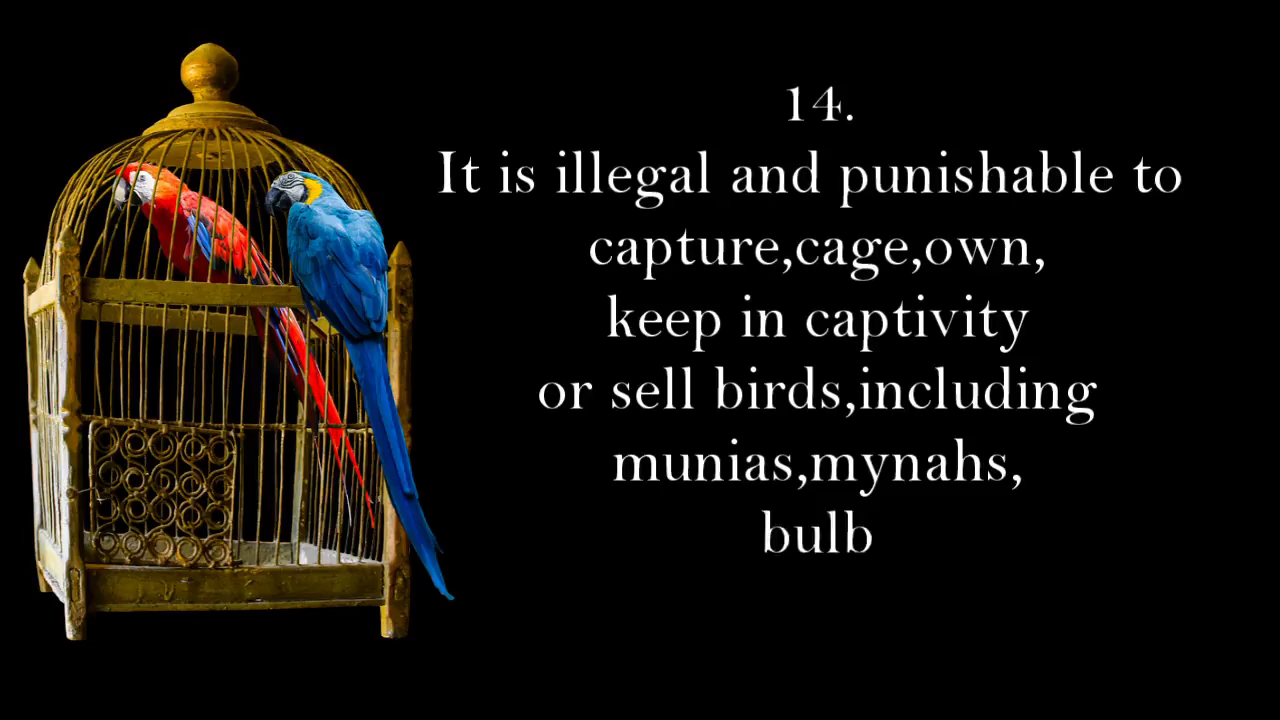 14.
It is illegal and punishable to
capture,cage,own,
keep in captivity
or sell birds,including
munias,mynahs,
bulb